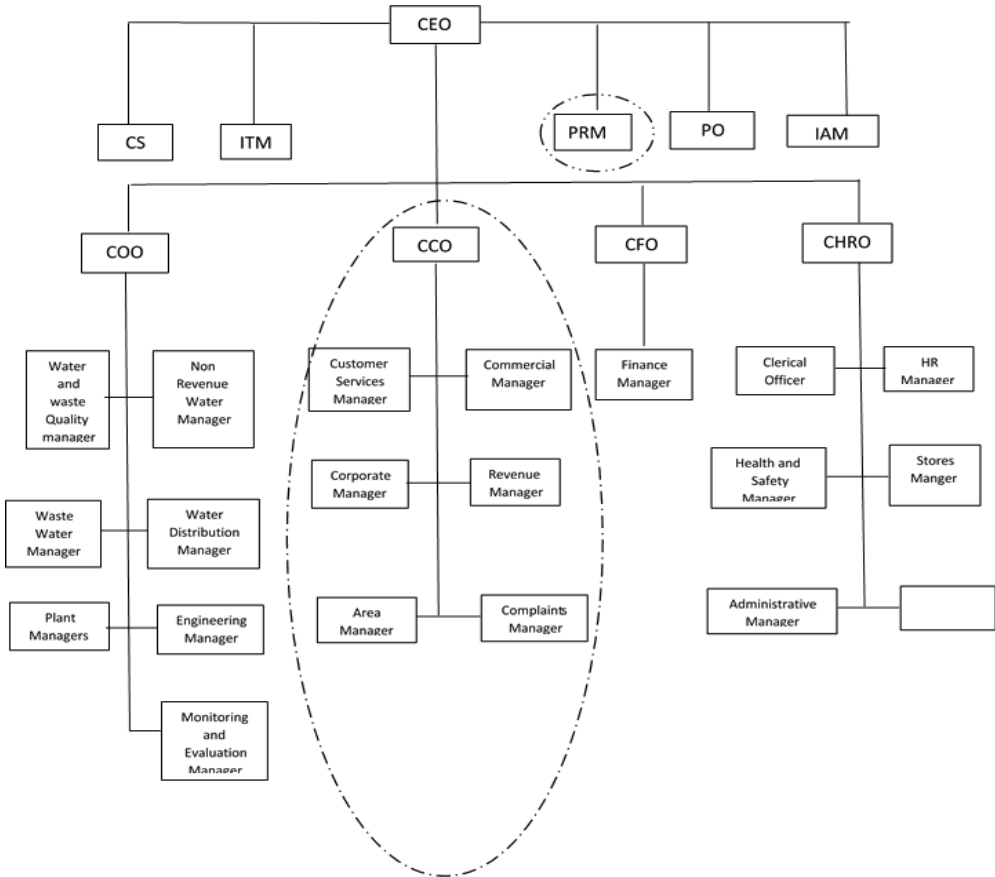 CEO
CS
ITM
PRM
PO
IAM
COO
CCO
CFO
CHRO
Water
and
waste
Quality
manager
Non
Revenue
Water
Manager
Customer
Services
Manager
Commercial
Manager
Finance
Manager
Clerical
Officer
HR
Manager
Corporate
Manager
Revenue
Manager
Health and
Safety
Manager
Stores
Manger
Waste
Water
Manager
Water
Distribution
Manager
Plant
Managers
Engineering
Manager
Area
Manager
Complaints
Manager
Administrative
Manager
Monitoring
and
Evaluation
Manager